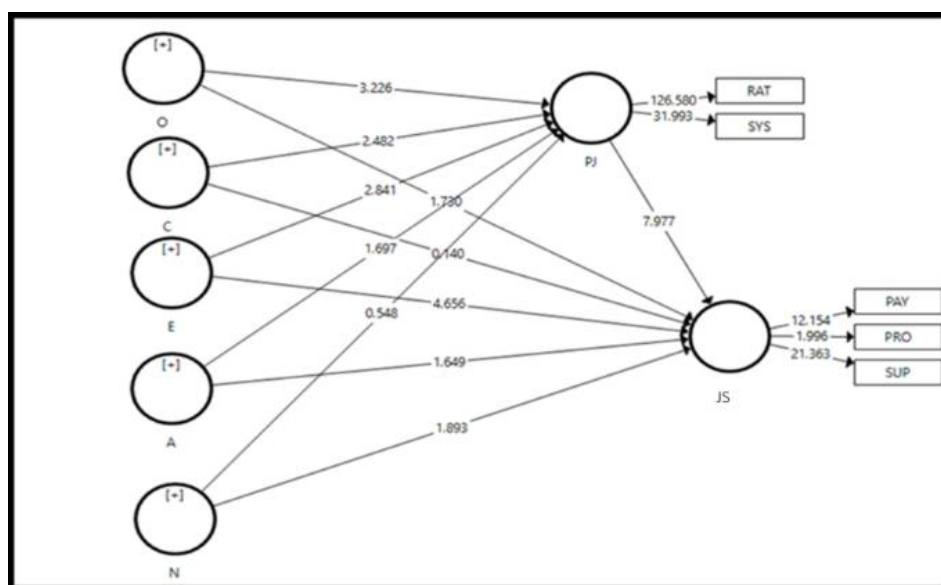 [+]
O
[+]
C
[+]
E
[+]
A
[+]
N
3.226
2.482
2.841
1.697
0.548
1.730
0.140
4.656
1.649
1.893
PJ
126.580
31.993
RAT
SYS
7.977
JS
12.154
1.996
21.363
PAY
PRO
SUP